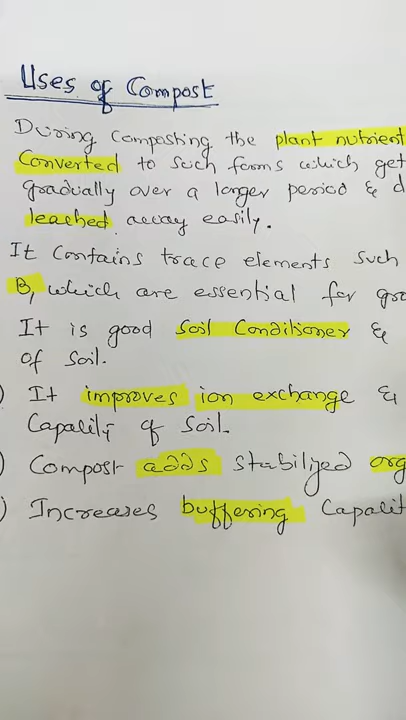 Uses of Compost
During Composting the plant nutrient
Converted to such forms which get
gradually over a larger period & d
leached away easily.
It Contains trace elements such
B, which are essential for gro
It is good Soil Conditioner &
of Soil.
) It improves ion exchange &
Capacity of Soil.
) Compost adds Stabilized org
) Increases buffering Capacit